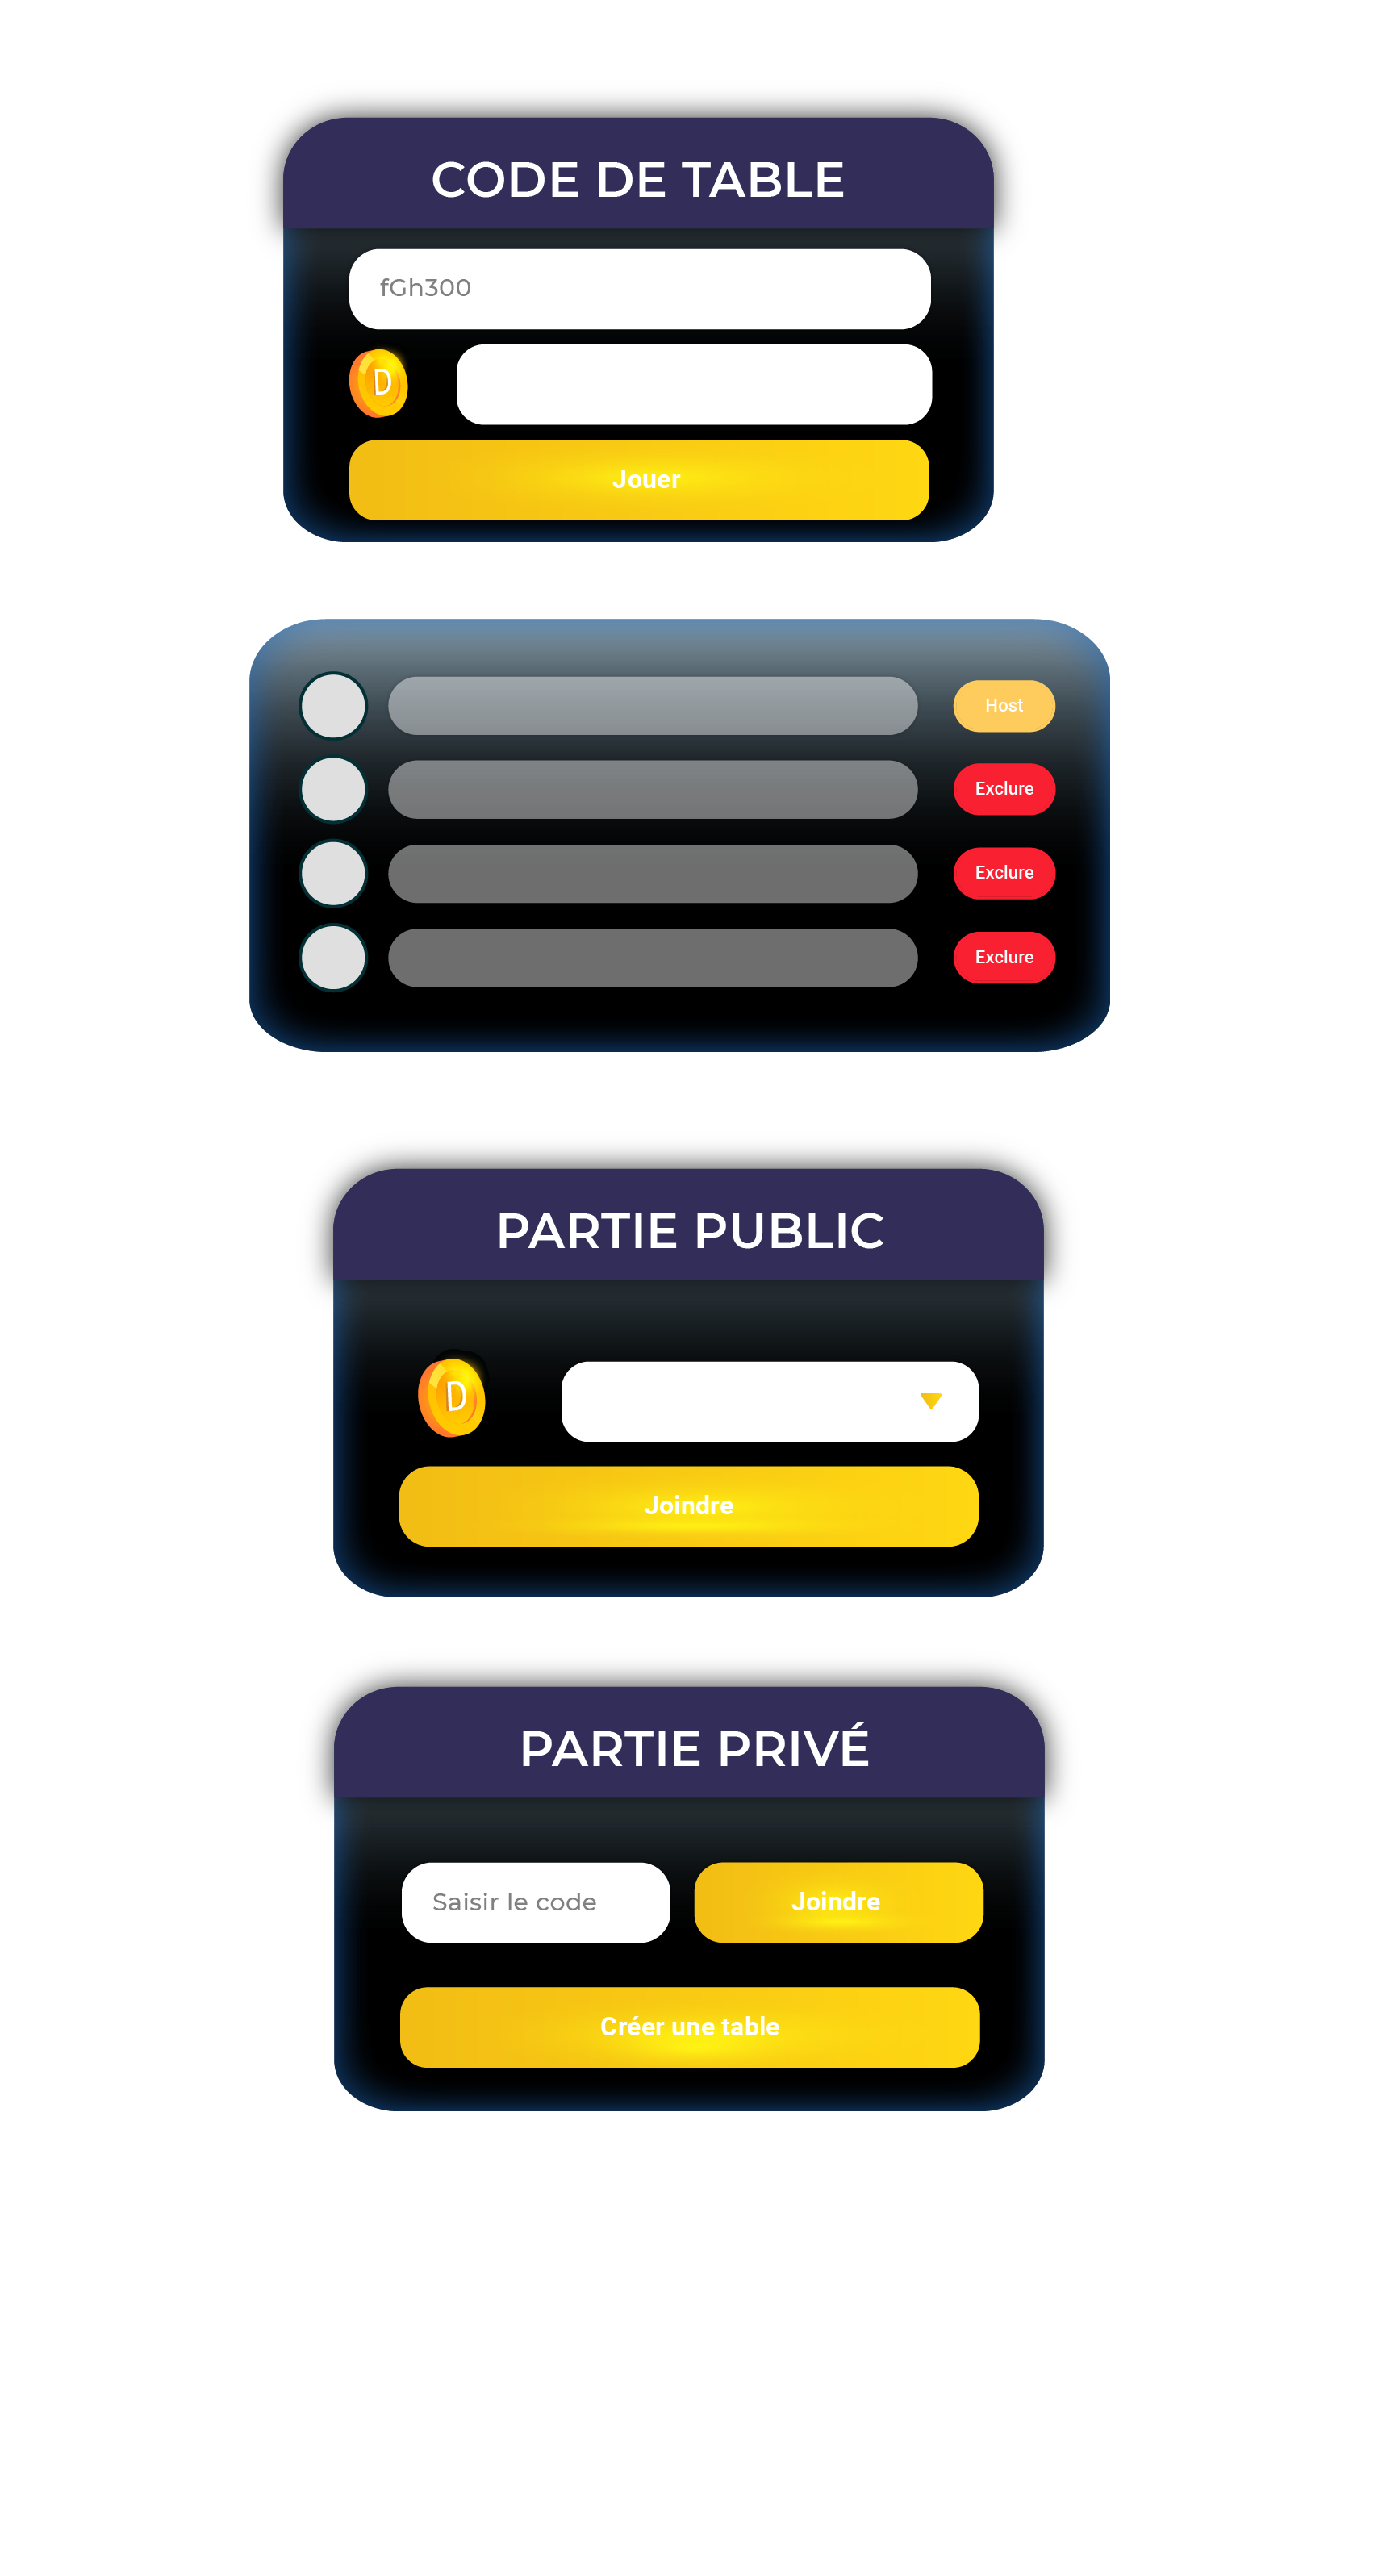 CODE DE TABLE
fGh300
D
Jouer
Host
Exclure
Exclure
Exclure
PARTIE PUBLIC
D
Joindre
PARTIE PRIVÉ
Saisir le code
Joindre
Créer une table